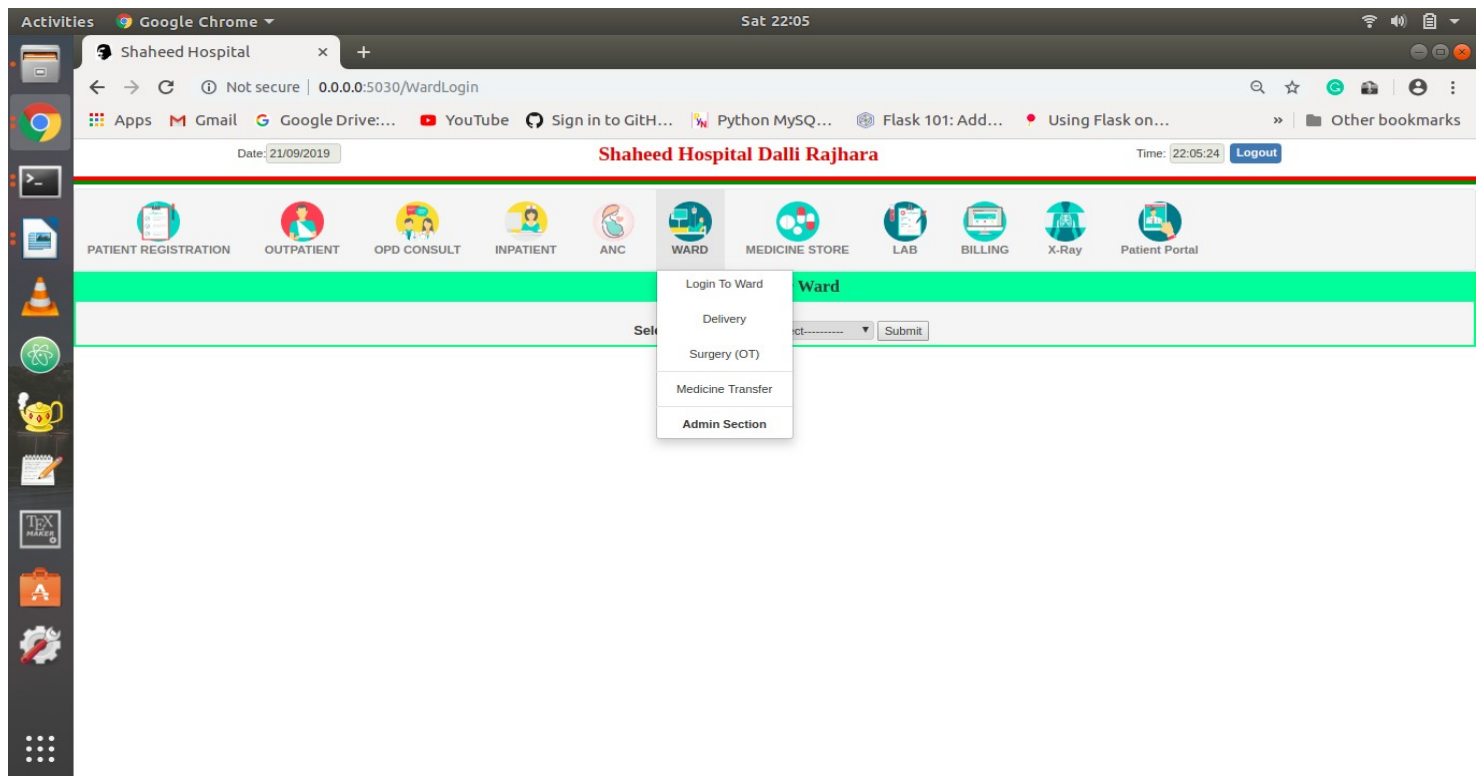 Activities Google Chrome Sat 22:05
Shaheed Hospital × +
Not secure | 0.0.0.0:5030/WardLogin
Apps Gmail Google Drive:... YouTube Sign in to GitH... Python MySQ... Flask 101: Add... Using Flask on... » Other bookmarks
Date: 21/09/2019 Shaheed Hospital Dalli Rajhara Time: 22:05:24 Logout
PATIENT REGISTRATION OUTPATIENT OPD CONSULT INPATIENT ANC WARD MEDICINE STORE LAB BILLING X-Ray Patient Portal
Login To Ward
Ward
Delivery
Submit
Surgery (OT)
Medicine Transfer
Admin Section
TEX
MAKER